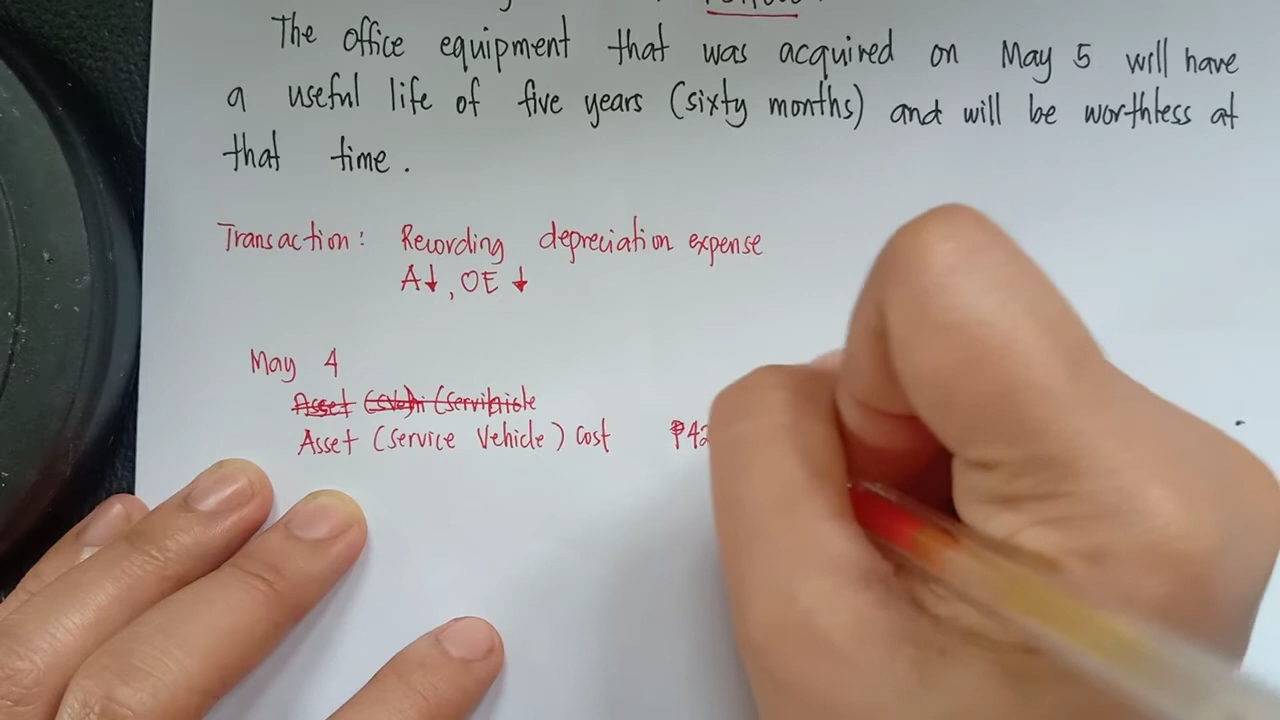 The office equipment that was acquired on May 5 will have
a useful life of five years (sixty months) and will be worthless at
that time.
Transaction: Recording depreciation expense
A↓, OE ↓
May 4
Asset
Asset (service Vehicle) cost ₱42